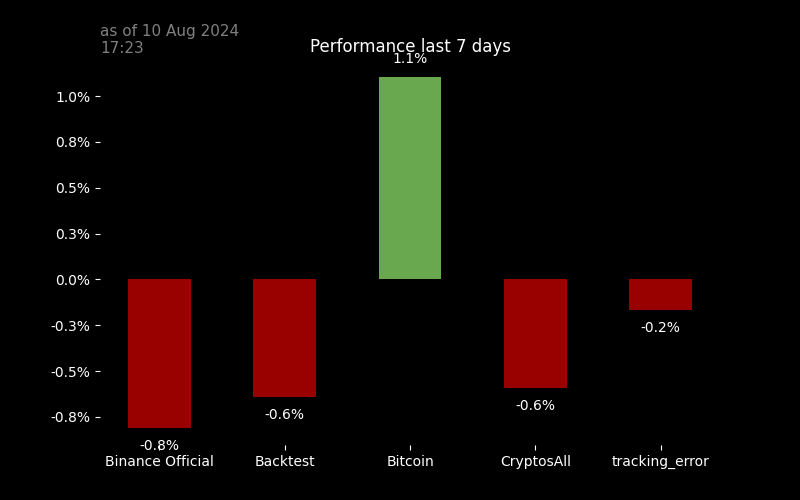 as of 10 Aug 2024
17:23
Performance last 7 days
1.1%
1.0%
0.8%
0.5%
0.3%
0.0%
-0.3%
-0.5%
-0.8%
-0.8%
-0.6%
-0.6%
-0.2%
Binance Official
Backtest
Bitcoin
CryptosAll
tracking_error